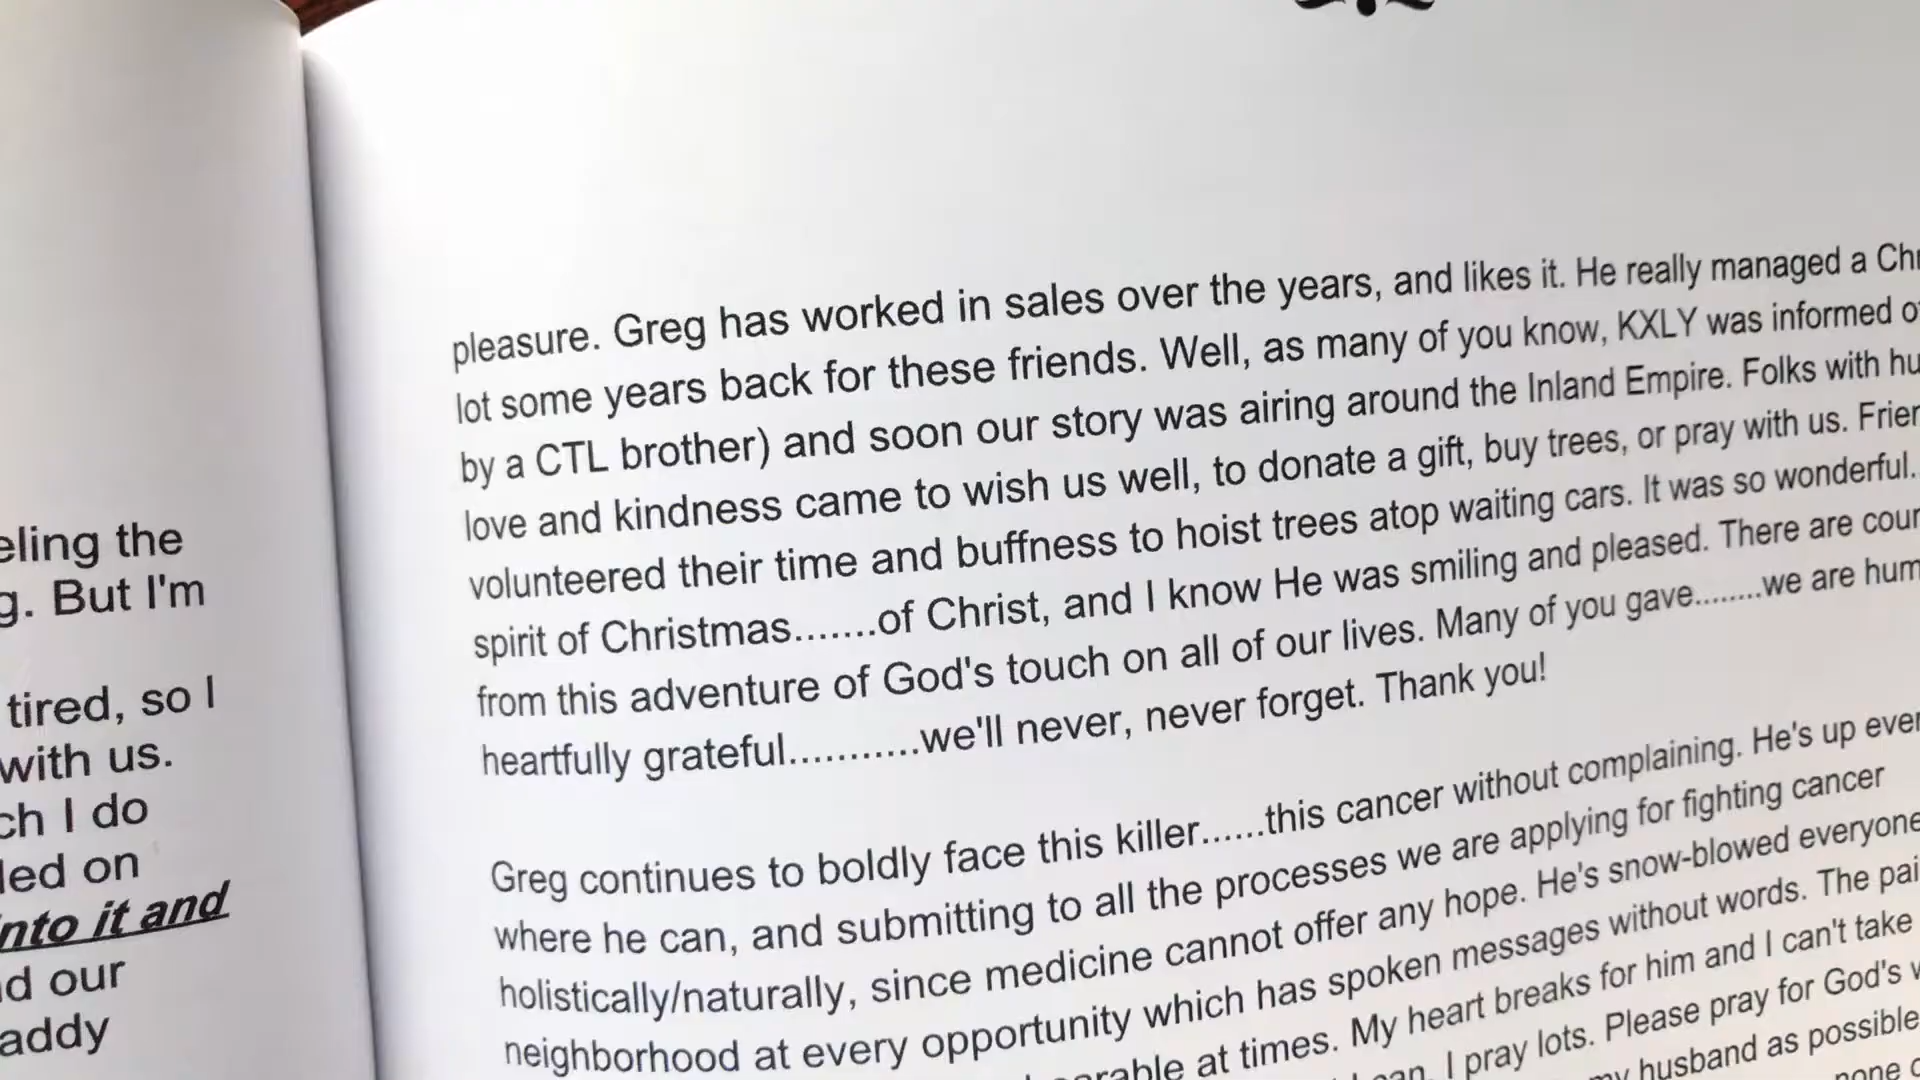 eling the
g. But I'm
tired, so I
with us.
ch I do
led on
nto it and
d our
addy
pleasure. Greg has worked in sales over the years, and likes it. He really managed a Chr
lot some years back for these friends. Well, as many of you know, KXLY was informed of
by a CTL brother) and soon our story was airing around the Inland Empire. Folks with hu
love and kindness came to wish us well, to donate a gift, buy trees, or pray with us. Frien
volunteered their time and buffness to hoist trees atop waiting cars. It was so wonderful..
spirit of Christmas.......of Christ, and I know He was smiling and pleased. There are coun
from this adventure of God's touch on all of our lives. Many of you gave........we are hum
heartfully grateful...........we'll never, never forget. Thank you!
Greg continues to boldly face this killer......this cancer without complaining. He's up ever
where he can, and submitting to all the processes we are applying for fighting cancer
holistically/naturally, since medicine cannot offer any hope. He's snow-blowed everyone
neighborhood at every opportunity which has spoken messages without words. The pai
arable at times. My heart breaks for him and I can't take
can. I pray lots. Please pray for God's w
my husband as possible
none o